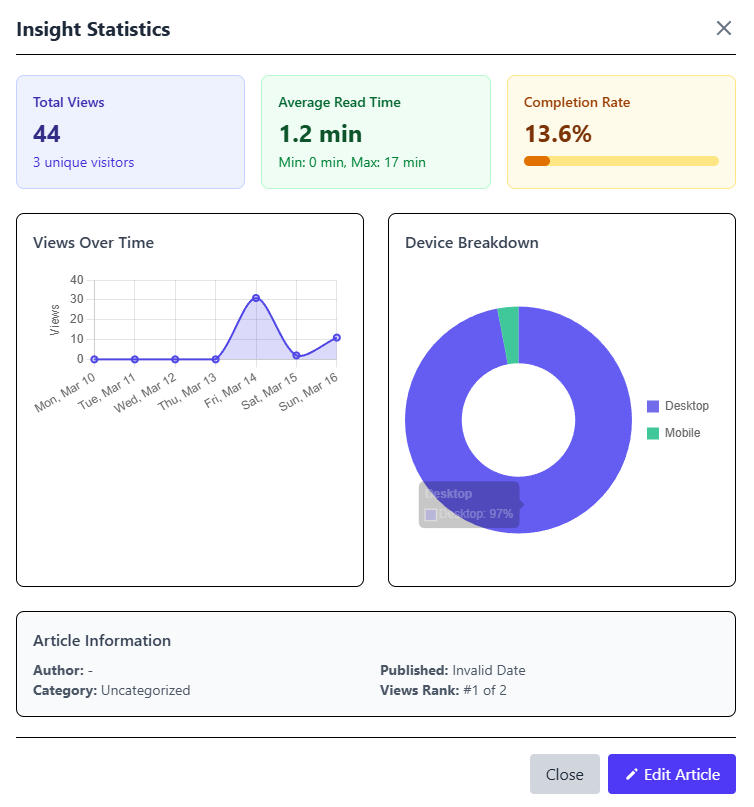 Insight Statistics
Total Views
44
3 unique visitors
Average Read Time
1.2 min
Min: 0 min, Max: 17 min
Completion Rate
13.6%
Views Over Time
40
30
20
10
0
Views
Mon, Mar 10
Tue, Mar 11
Wed, Mar 12
Thu, Mar 13
Fri, Mar 14
Sat, Mar 15
Sun, Mar 16
Device Breakdown
Desktop
Mobile
Desktop
Desktop: 97%
Article Information
Author: -
Category: Uncategorized
Published: Invalid Date
Views Rank: #1 of 2
Close
Edit Article